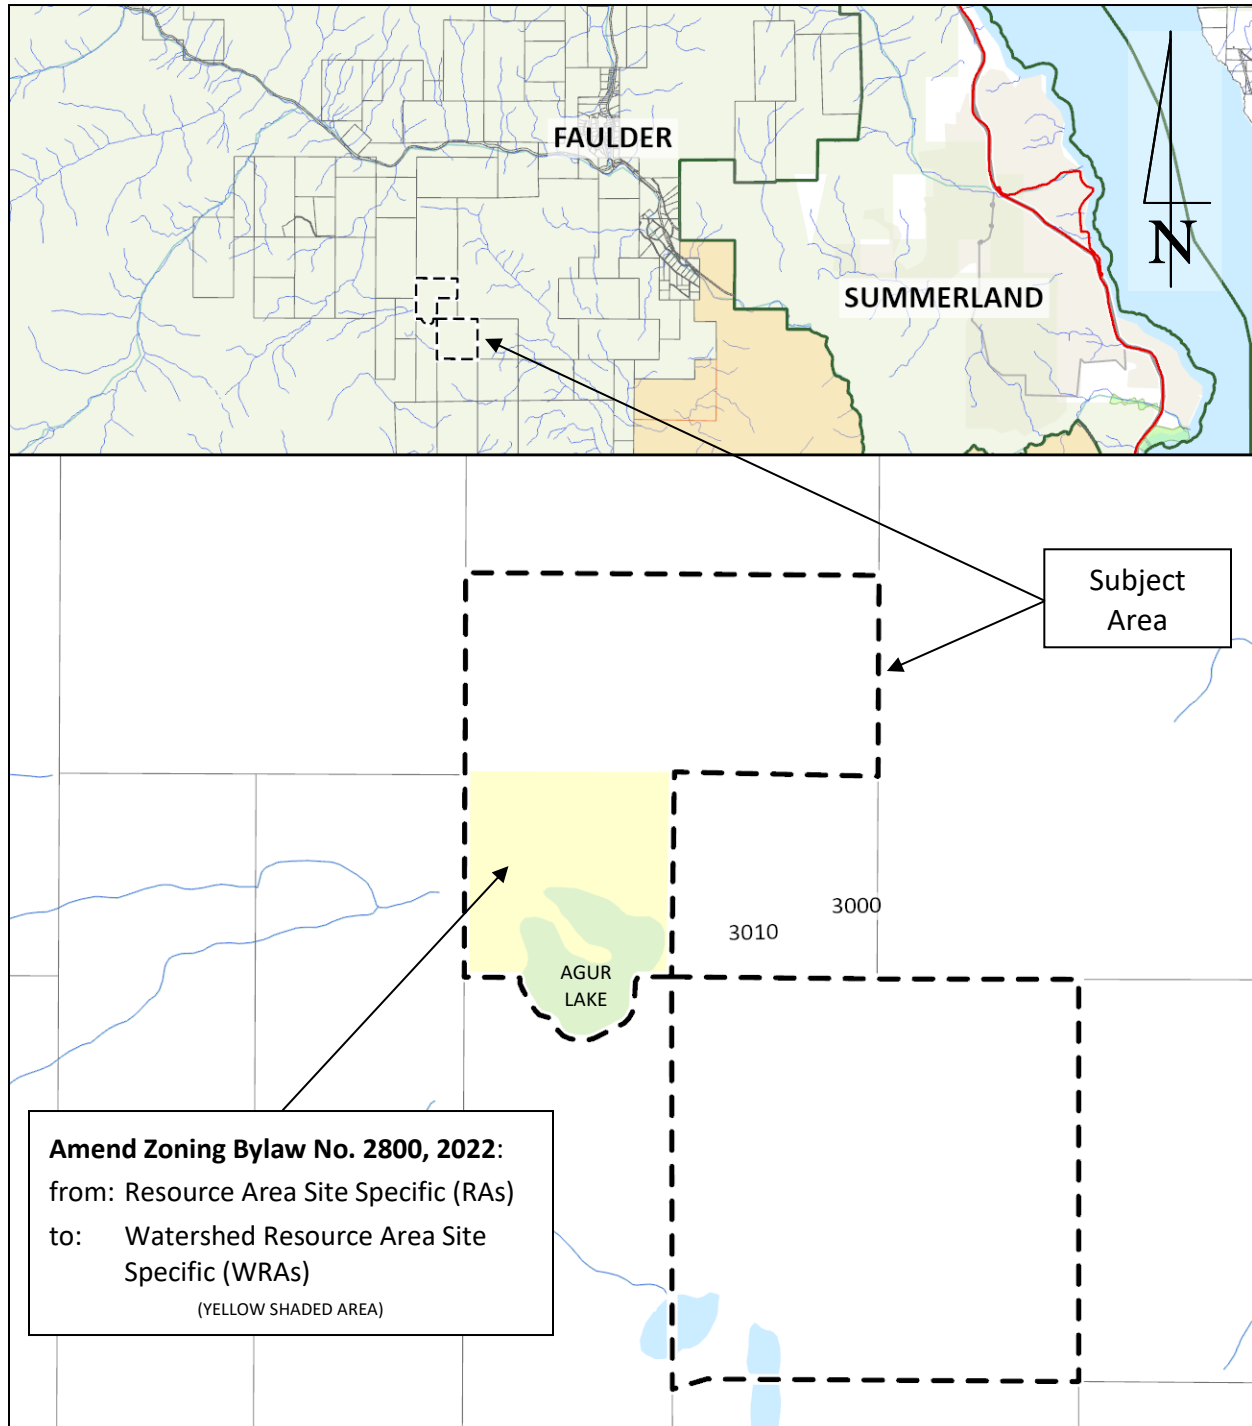 FAULDER
SUMMERLAND
N
Subject
Area
3000
3010
AGUR
LAKE
Amend Zoning Bylaw No. 2800, 2022:
from: Resource Area Site Specific (RAs)
to: Watershed Resource Area Site
Specific (WRAs)
(YELLOW SHADED AREA)